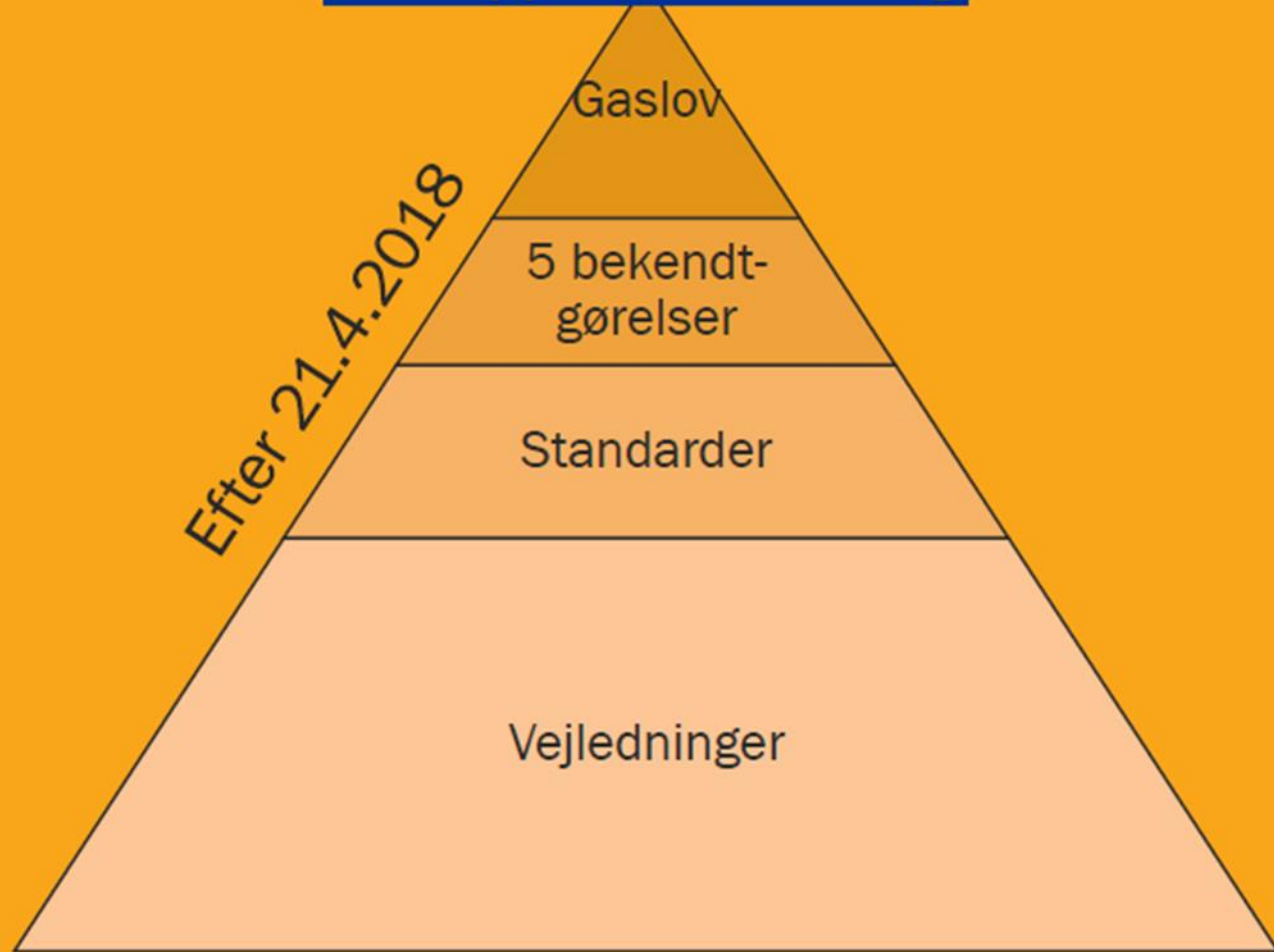 Gaslov
Efter 21.4.2018
5 bekendt-
gørelser
Standarder
Vejledninger